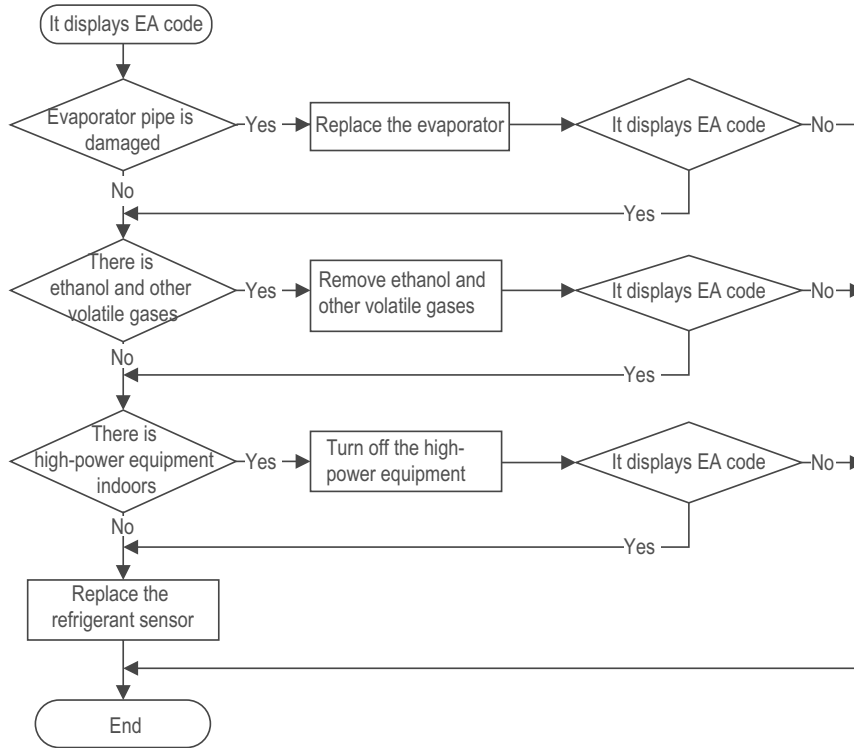 It displays EA code
Evaporator pipe is
damaged
Yes
Replace the evaporator
It displays EA code
No
No
Yes
There is
ethanol and other
volatile gases
Yes
Remove ethanol and
other volatile gases
It displays EA code
No
No
Yes
There is
high-power equipment
indoors
Yes
Turn off the high-
power equipment
It displays EA code
No
No
Yes
Replace the
refrigerant sensor
End